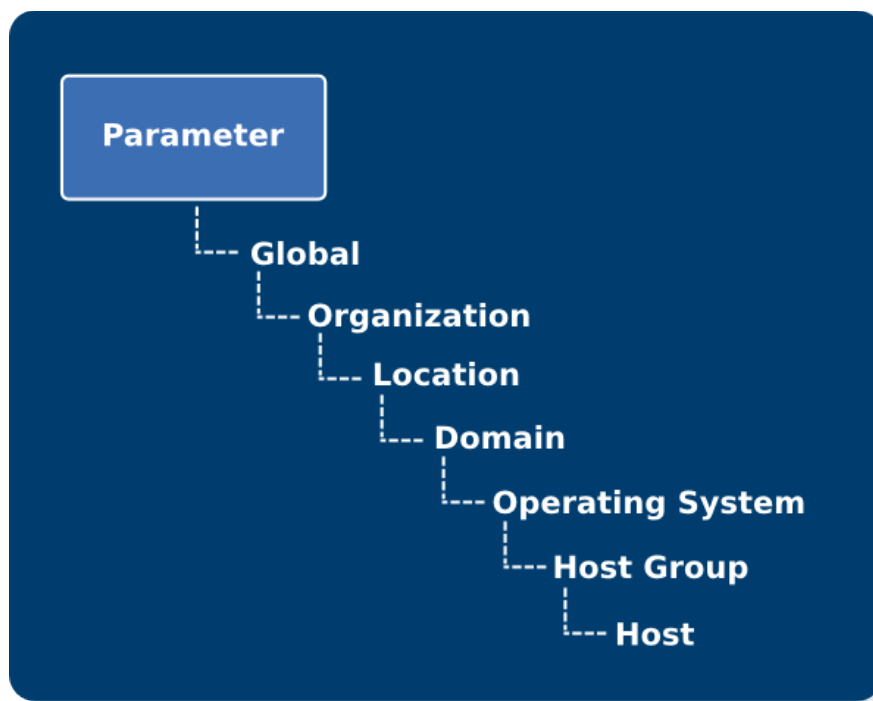 Parameter
Global
Organization
Location
Domain
Operating System
Host Group
Host